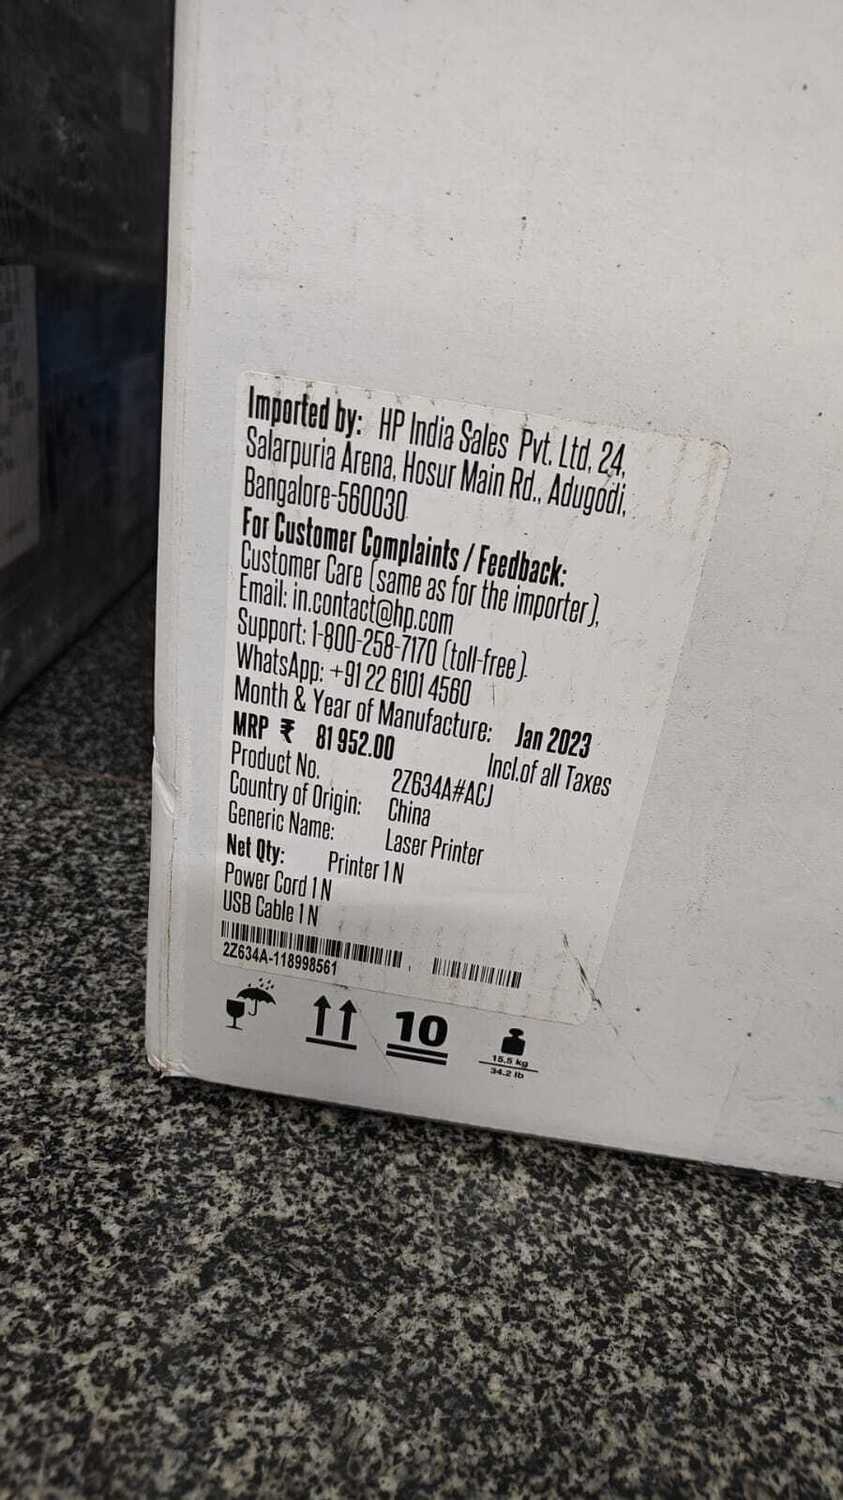 Imported by: HP India Sales Pvt. Ltd, 24,
Salarpuria Arena, Hosur Main Rd., Adugodi,
Bangalore-560030
For Customer Complaints / Feedback:
Customer Care (same as for the importer),
Email: in.contact@hp.com
Support: 1-800-258-7170 (toll-free).
WhatsApp: +91 22 6101 4560
Month & Year of Manufacture: Jan 2023
MRP ₹ 81 952.00 Incl.of all Taxes
Product No. 2Z634A#ACJ
Country of Origin: China
Generic Name: Laser Printer
Net Qty: Printer 1 N
Power Cord 1 N
USB Cable 1 N
2Z634A-118998561
10
15.5 kg
34.2 lb